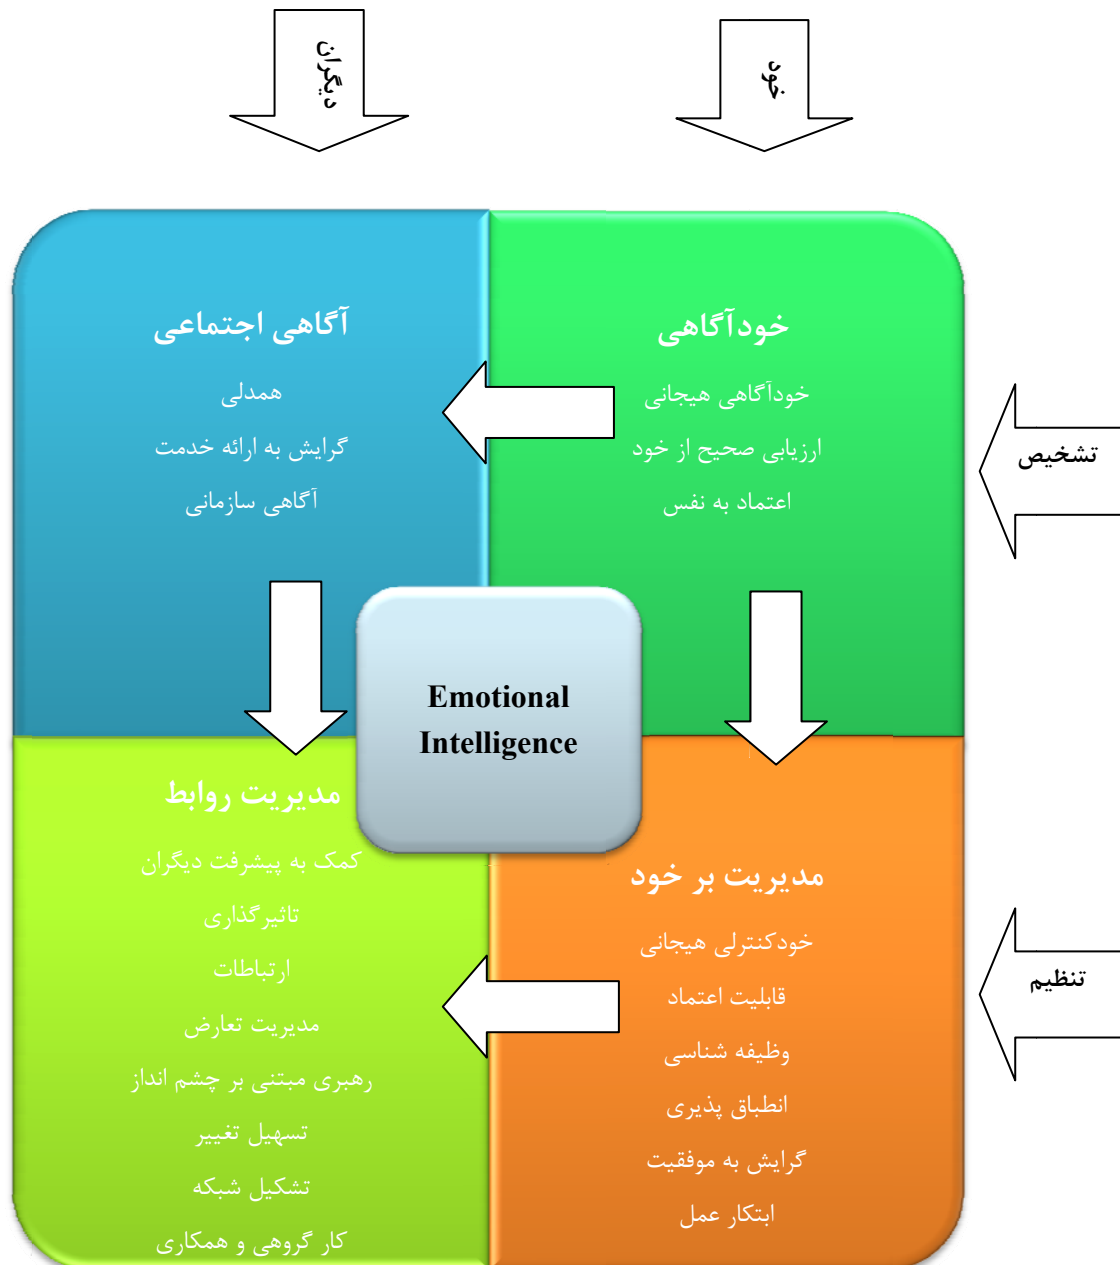 خود
دیگران
خودآگاهی
خودآگاهی هیجانی
ارزیابی صحیح از خود
اعتماد به نفس
آگاهی اجتماعی
همدلی
گرایش به ارائه خدمت
آگاهی سازمانی
تشخیص
Emotional
Intelligence
مدیریت بر خود
خودکنترلی هیجانی
قابلیت اعتماد
وظیفه شناسی
انطباق پذیری
گرایش به موفقیت
ابتکار عمل
مدیریت روابط
کمک به پیشرفت دیگران
تاثیرگذاری
ارتباطات
مدیریت تعارض
رهبری مبتنی بر چشم انداز
تسهیل تغییر
تشکیل شبکه
کار گروهی و همکاری
تنظیم